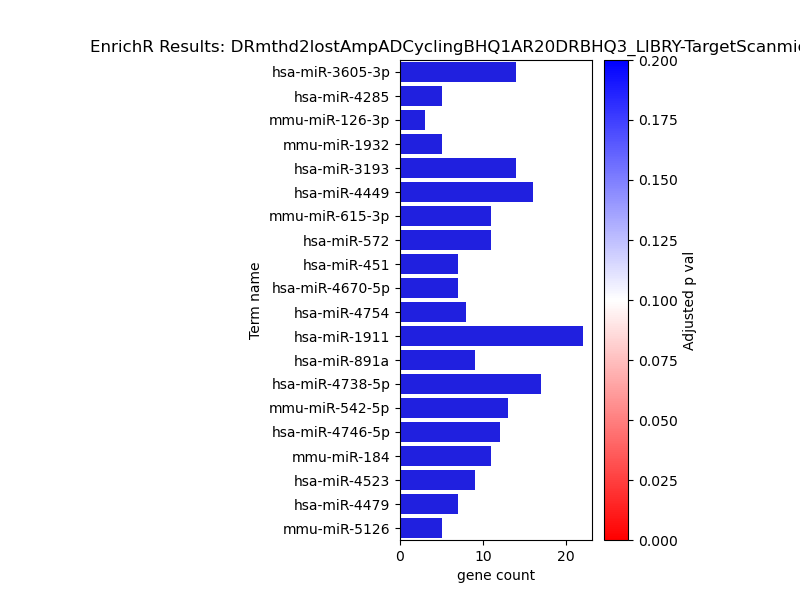 EnrichR Results: DRmthd2lostAmpADCyclingBHQ1AR20DRBHQ3_LIBRY-TargetScanmic
hsa-miR-3605-3p
hsa-miR-4285
mmu-miR-126-3p
mmu-miR-1932
hsa-miR-3193
hsa-miR-4449
mmu-miR-615-3p
hsa-miR-572
hsa-miR-451
hsa-miR-4670-5p
hsa-miR-4754
hsa-miR-1911
hsa-miR-891a
hsa-miR-4738-5p
mmu-miR-542-5p
hsa-miR-4746-5p
mmu-miR-184
hsa-miR-4523
hsa-miR-4479
mmu-miR-5126
Term name
0 10 20
gene count
0.200
0.175
0.150
0.125
0.100
0.075
0.050
0.025
0.000
Adjusted p val